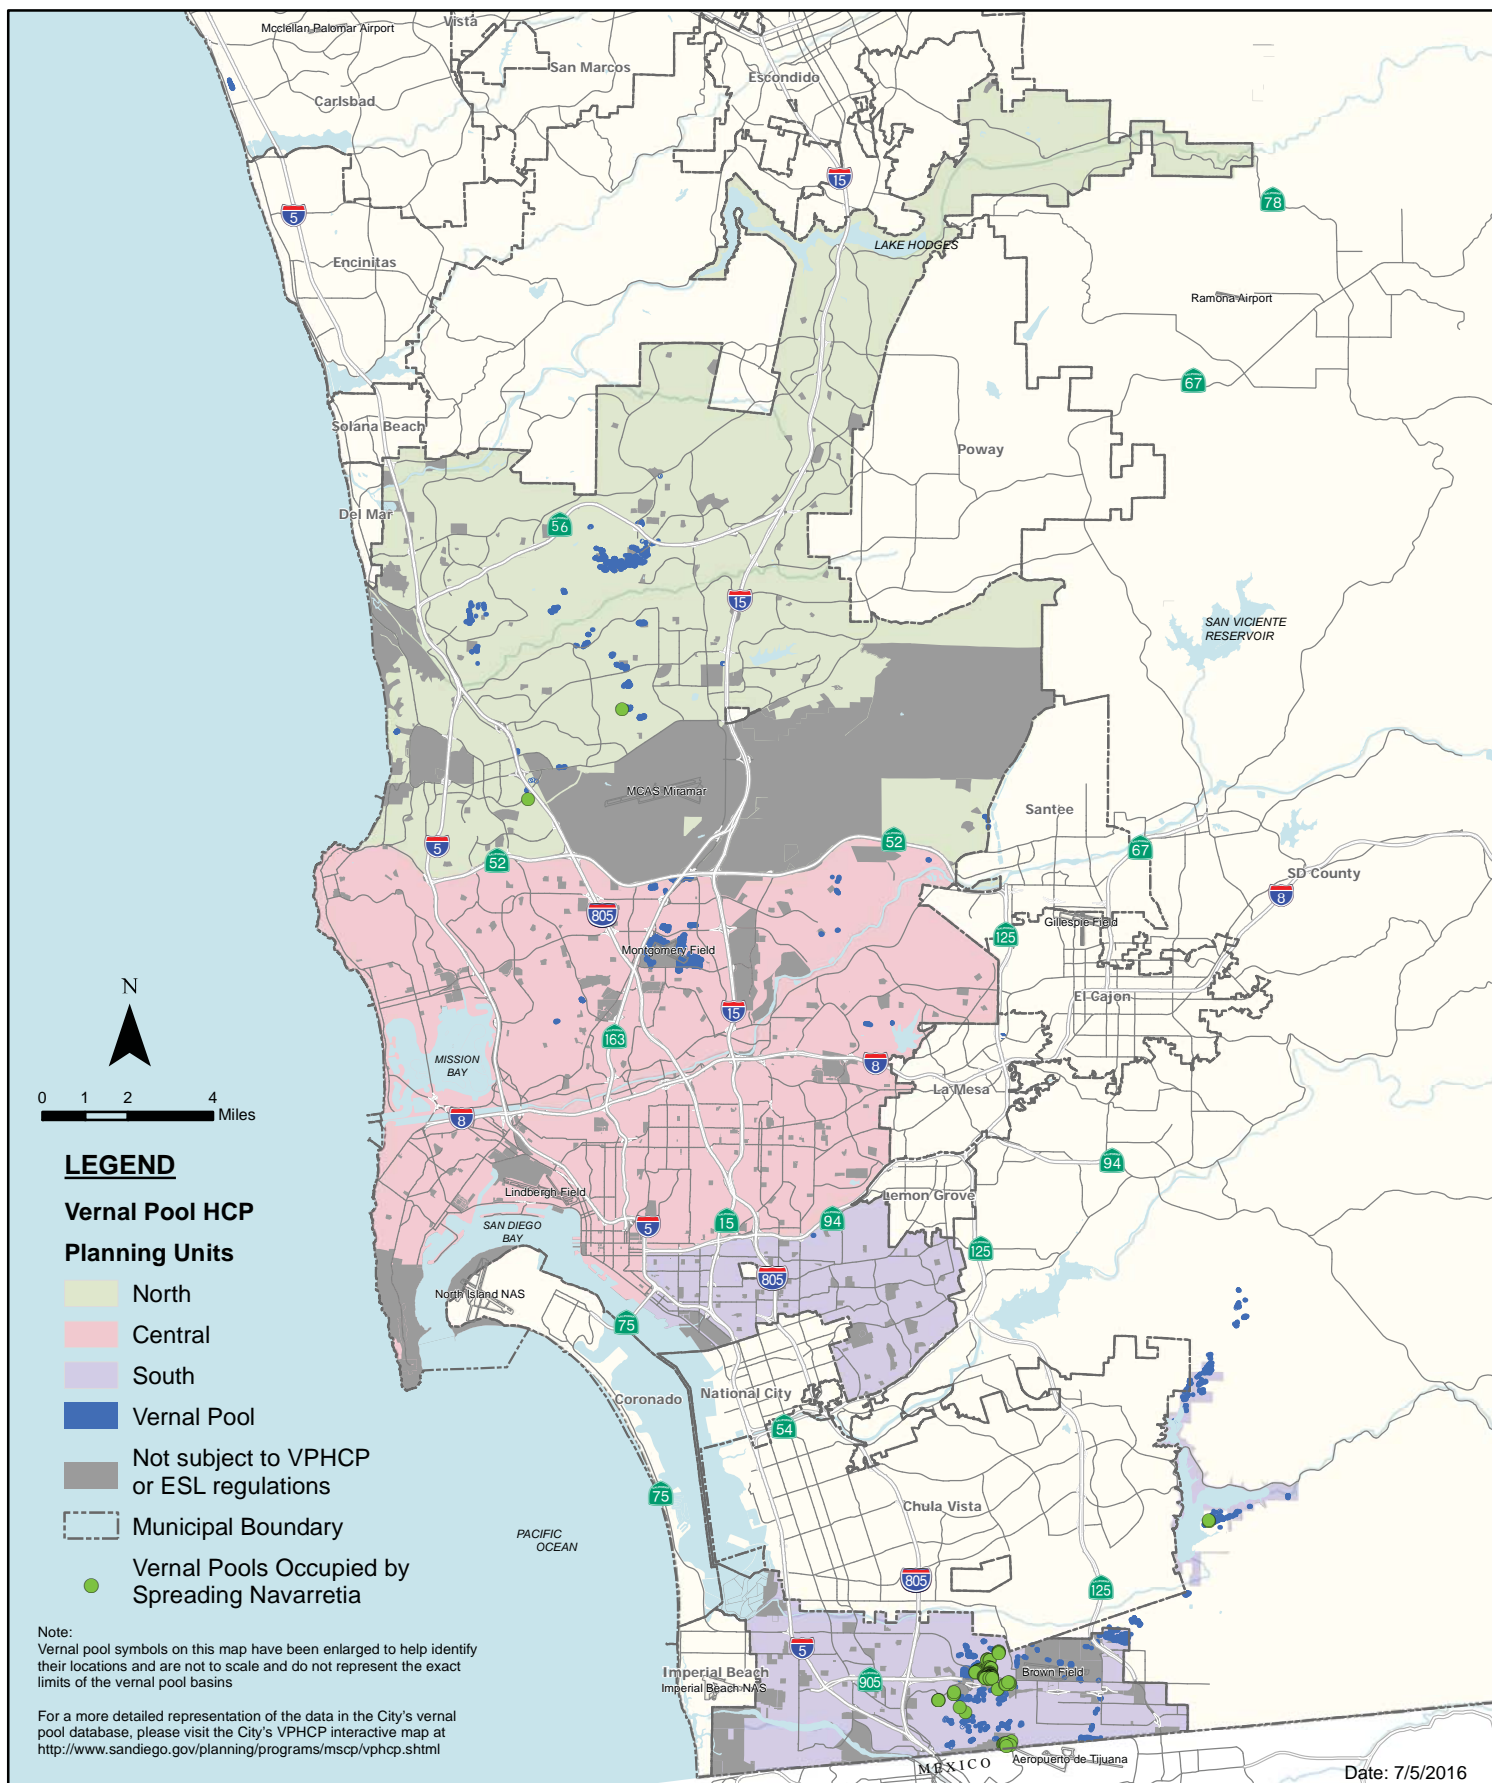 Mcclellan-Palomar Airport
Vista
San Marcos
Escondido
Carlsbad
15
5
78
LAKE HODGES
Encinitas
Ramona Airport
67
Solana Beach
Poway
Del Mar
56
15
SAN VICIENTE
RESERVOIR
MCAS Miramar
Santee
5
52
52
67
SD County
8
805
125
Gillespie Field
Montgomery Field
El Cajon
N
15
163
MISSION
BAY
8
La Mesa
0 1 2 4
Miles
8
94
LEGEND
Vernal Pool HCP
Planning Units
North
Central
South
Vernal Pool
Not subject to VPHCP
or ESL regulations
Municipal Boundary
Vernal Pools Occupied by
Spreading Navarretia
Lindbergh Field
Lemon Grove
SAN DIEGO
BAY
5
15
94
125
805
North Island NAS
75
Coronado
National City
54
75
Chula Vista
PACIFIC
OCEAN
805
125
Note:
Vernal pool symbols on this map have been enlarged to help identify
their locations and are not to scale and do not represent the exact
limits of the vernal pool basins
For a more detailed representation of the data in the City's vernal
pool database, please visit the City's VPHCP interactive map at
http://www.sandiego.gov/planning/programs/mscp/vphcp.shtml
5
Imperial Beach
Imperial Beach NAS
905
Brown Field
MEXICO
Aeropuerto de Tijuana
Date: 7/5/2016